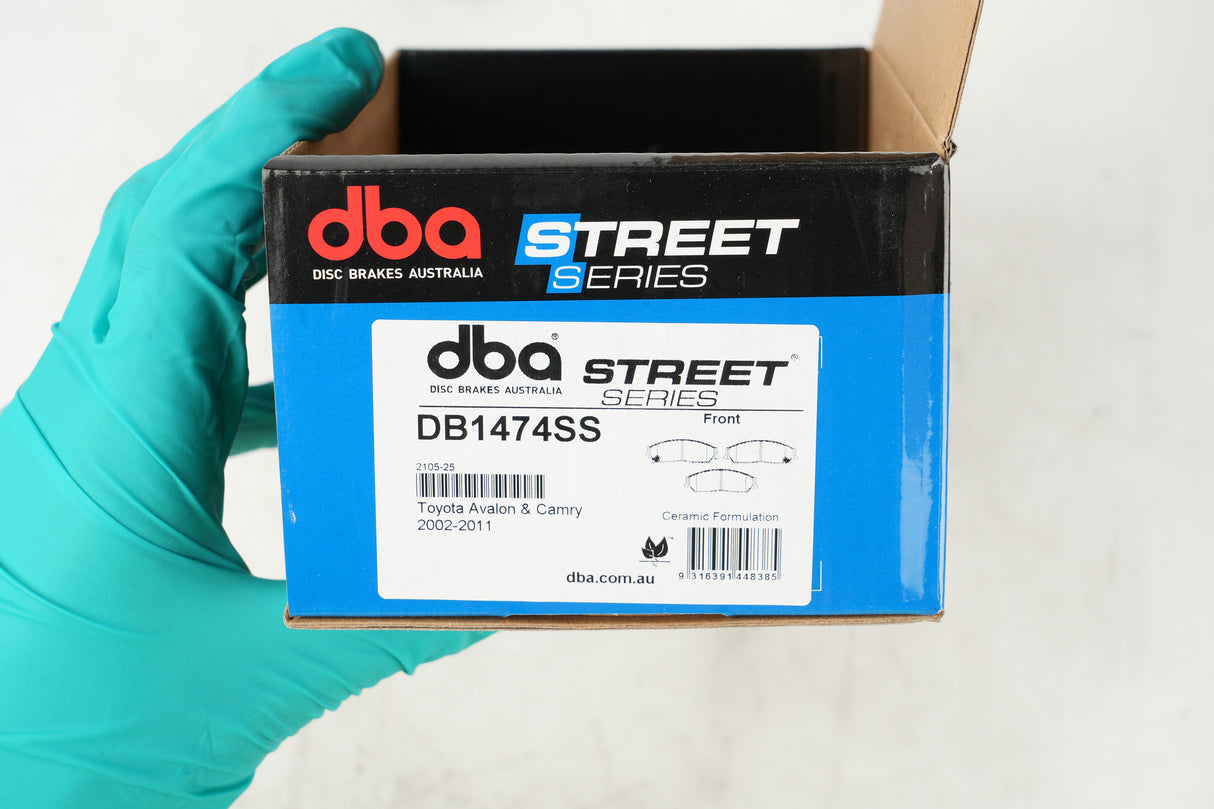 dba
DISC BRAKES AUSTRALIA
STREET
SERIES
dba®
DISC BRAKES AUSTRALIA
STREET®
SERIES
DB1474SS
Front
2105-25
Toyota Avalon & Camry
2002-2011
Ceramic Formulation
dba.com.au
9 316391 448385